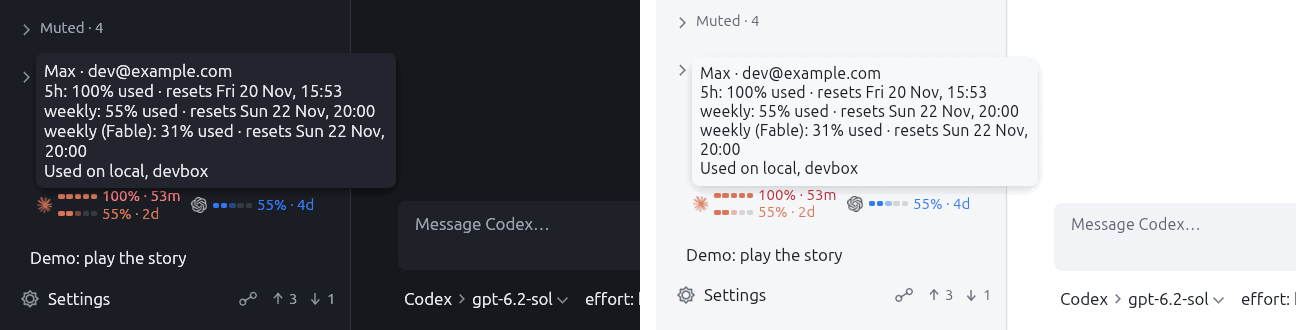 Muted · 4
Max · dev@example.com
5h: 100% used · resets Fri 20 Nov, 15:53
weekly: 55% used · resets Sun 22 Nov, 20:00
weekly (Fable): 31% used · resets Sun 22 Nov,
20:00
Used on local, devbox
100% · 53m
55% · 2d
55% · 4d
Message Codex…
Demo: play the story
Settings
↑ 3 ↓ 1
Codex > gpt-6.2-sol
effort:
Muted · 4
Max · dev@example.com
5h: 100% used · resets Fri 20 Nov, 15:53
weekly: 55% used · resets Sun 22 Nov, 20:00
weekly (Fable): 31% used · resets Sun 22 Nov,
20:00
Used on local, devbox
100% · 53m
55% · 2d
55% · 4d
Message Codex…
Demo: play the story
Settings
↑ 3 ↓ 1
Codex > gpt-6.2-sol
effort: